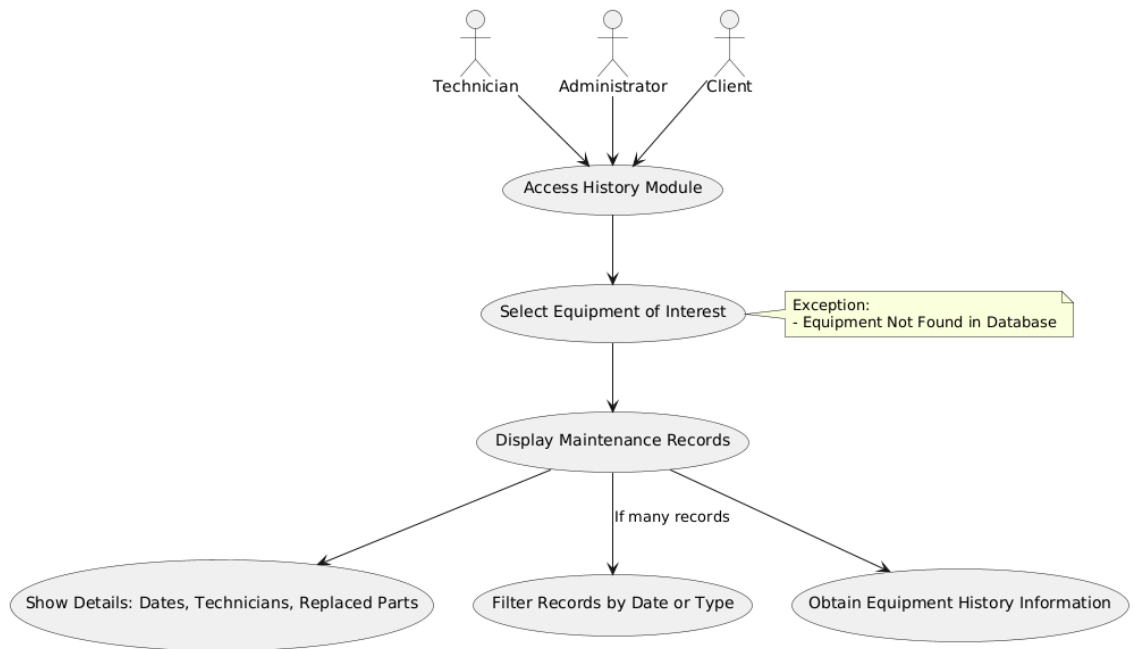 Technician
Administrator
Client
Access History Module
Select Equipment of Interest
Exception:
- Equipment Not Found in Database
Display Maintenance Records
If many records
Show Details: Dates, Technicians, Replaced Parts
Filter Records by Date or Type
Obtain Equipment History Information